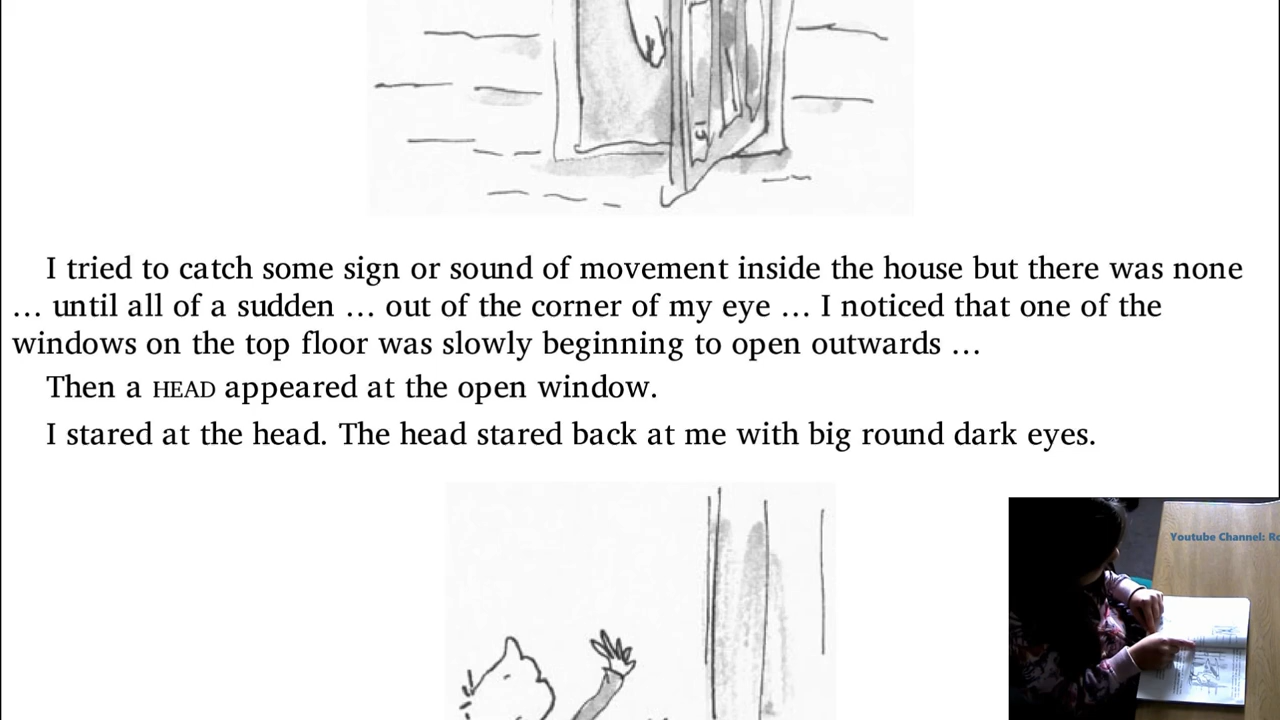 I tried to catch some sign or sound of movement inside the house but there was none
… until all of a sudden … out of the corner of my eye … I noticed that one of the
windows on the top floor was slowly beginning to open outwards …
Then a HEAD appeared at the open window.
I stared at the head. The head stared back at me with big round dark eyes.
Youtube Channel: